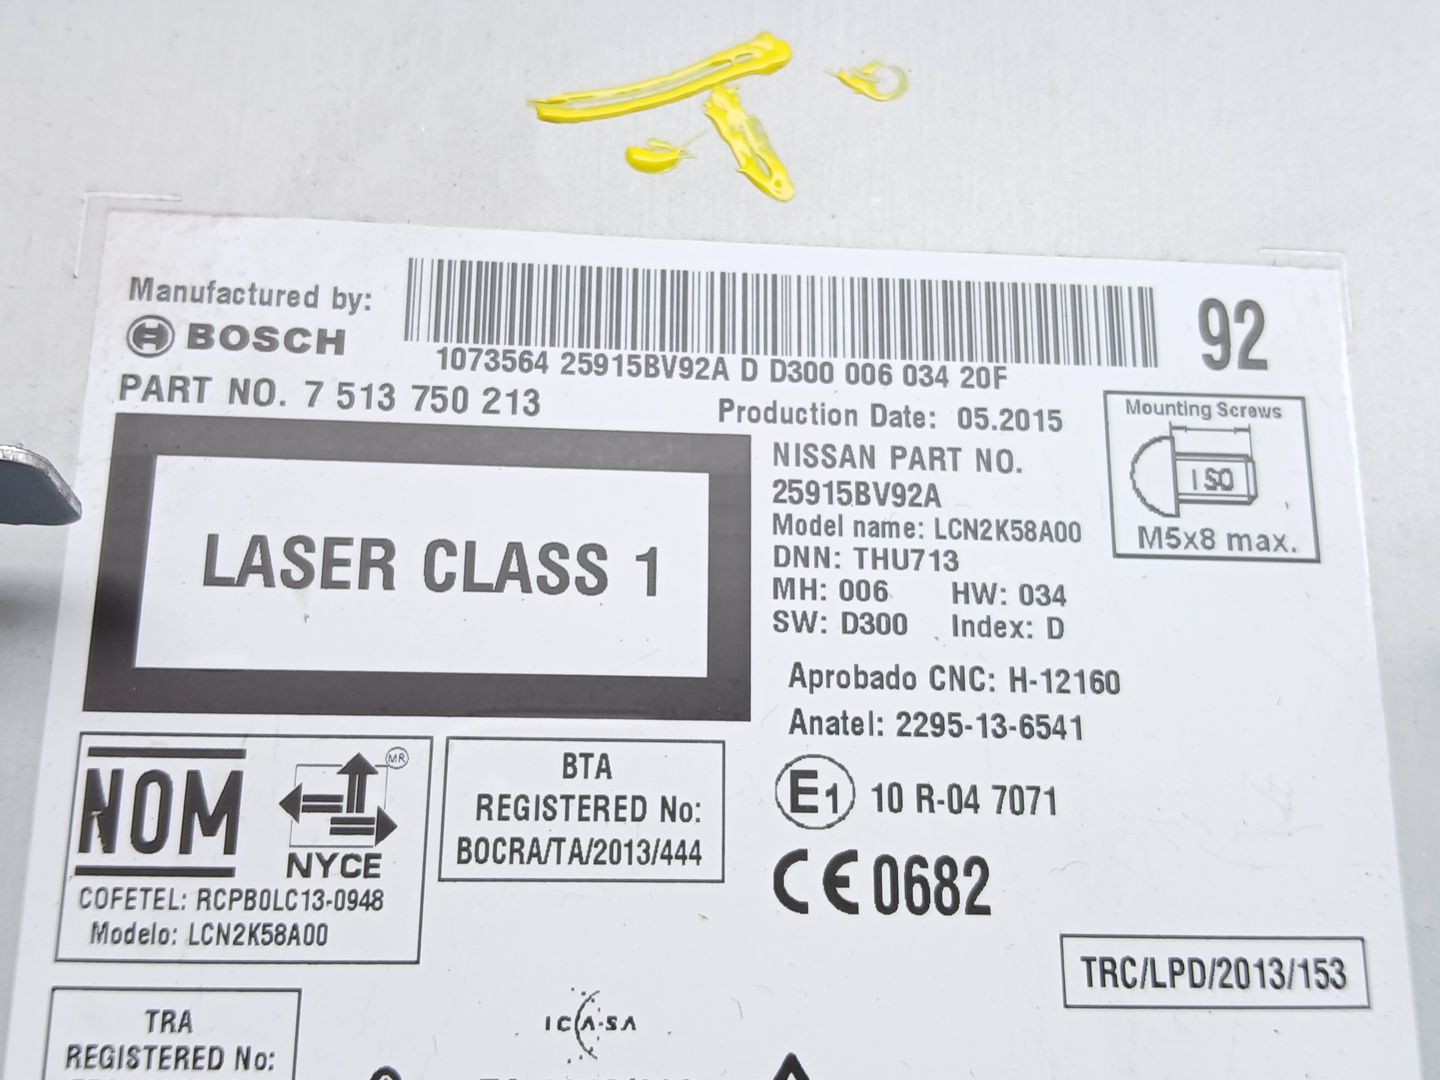 Manufactured by:
BOSCH
92
1073564 25915BV92A D D300 006 034 20F
PART NO. 7 513 750 213
Production Date: 05.2015
Mounting Screws
ISO
M5x8 max.
LASER CLASS 1
NISSAN PART NO.
25915BV92A
Model name: LCN2K58A00
DNN: THU713
MH: 006 HW: 034
SW: D300 Index: D
Aprobado CNC: H-12160
Anatel: 2295-13-6541
E1 10 R-04 7071
CE 0682
NOM
MR
NYCE
COFETEL: RCPBOLC13-0948
Modelo: LCN2K58A00
BTA
REGISTERED No:
BOCRA/TA/2013/444
TRC/LPD/2013/153
TRA
REGISTERED No:
ICASA